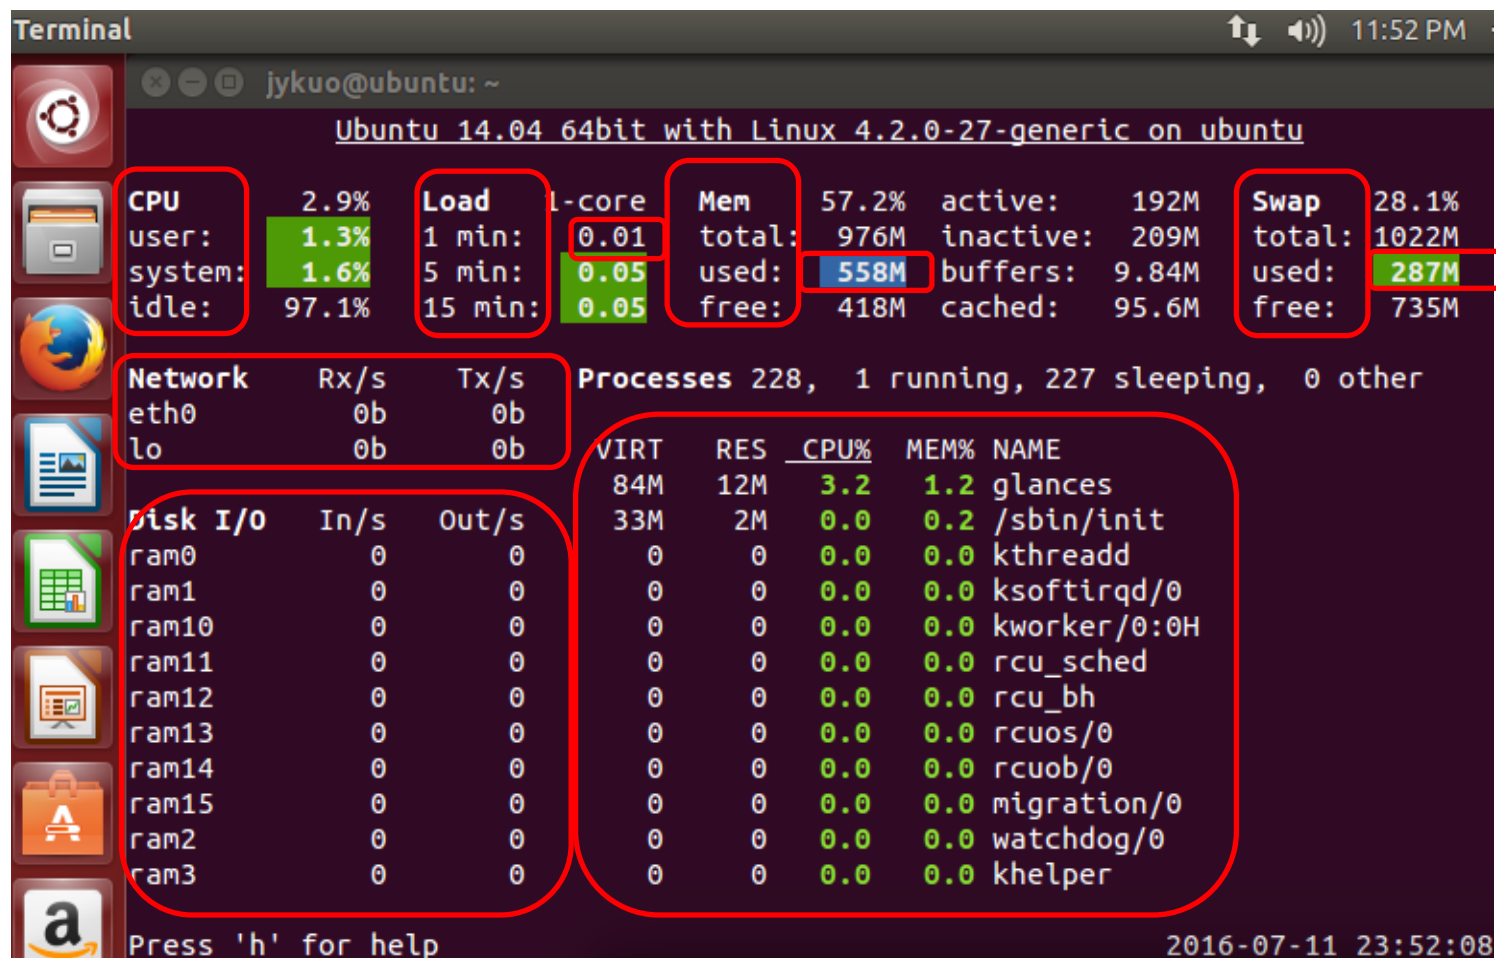 Terminal 11:52 PM
jykuo@ubuntu: ~
Ubuntu 14.04 64bit with Linux 4.2.0-27-generic on ubuntu
CPU 2.9% Load 1-core Mem 57.2% active: 192M Swap 28.1%
user: 1.3% 1 min: 0.01 total: 976M inactive: 209M total: 1022M
system: 1.6% 5 min: 0.05 used: 558M buffers: 9.84M used: 287M
idle: 97.1% 15 min: 0.05 free: 418M cached: 95.6M free: 735M
Network Rx/s Tx/s Processes 228, 1 running, 227 sleeping, 0 other
eth0 0b 0b
lo 0b 0b VIRT RES CPU% MEM% NAME
84M 12M 3.2 1.2 glances
Disk I/O In/s Out/s 33M 2M 0.0 0.2 /sbin/init
ram0 0 0 0 0 0.0 0.0 kthreadd
ram1 0 0 0 0 0.0 0.0 ksoftirqd/0
ram10 0 0 0 0 0.0 0.0 kworker/0:0H
ram11 0 0 0 0 0.0 0.0 rcu_sched
ram12 0 0 0 0 0.0 0.0 rcu_bh
ram13 0 0 0 0 0.0 0.0 rcuos/0
ram14 0 0 0 0 0.0 0.0 rcuob/0
ram15 0 0 0 0 0.0 0.0 migration/0
ram2 0 0 0 0 0.0 0.0 watchdog/0
ram3 0 0 0 0 0.0 0.0 khelper
Press 'h' for help 2016-07-11 23:52:08